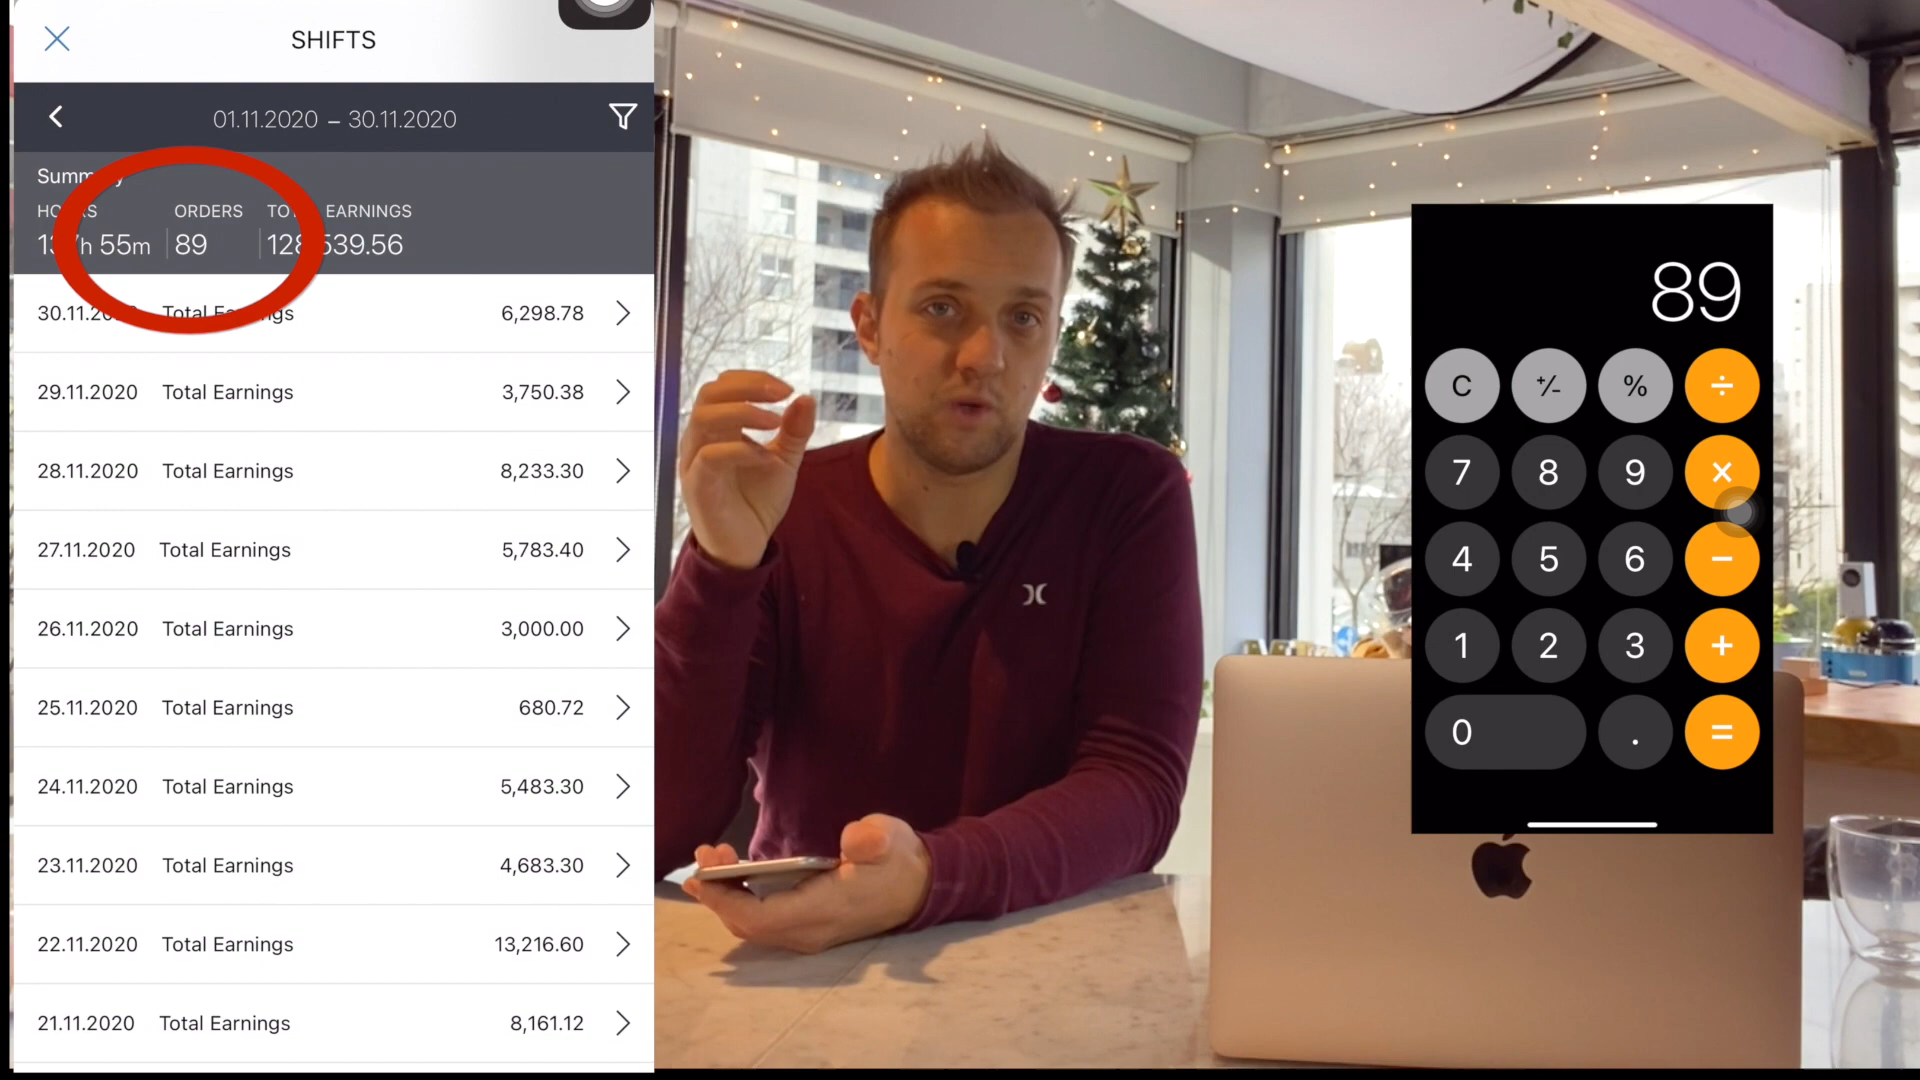 SHIFTS
01.11.2020 – 30.11.2020
ORDERS EARNINGS
55m 89
30.11.2020 Total Earnings 6,298.78
29.11.2020 Total Earnings 3,750.38
28.11.2020 Total Earnings 8,233.30
27.11.2020 Total Earnings 5,783.40
26.11.2020 Total Earnings 3,000.00
25.11.2020 Total Earnings 680.72
24.11.2020 Total Earnings 5,483.30
23.11.2020 Total Earnings 4,683.30
22.11.2020 Total Earnings 13,216.60
21.11.2020 Total Earnings 8,161.12
89
C +/- % ÷
7 8 9 ×
4 5 6 −
1 2 3 +
0 . =